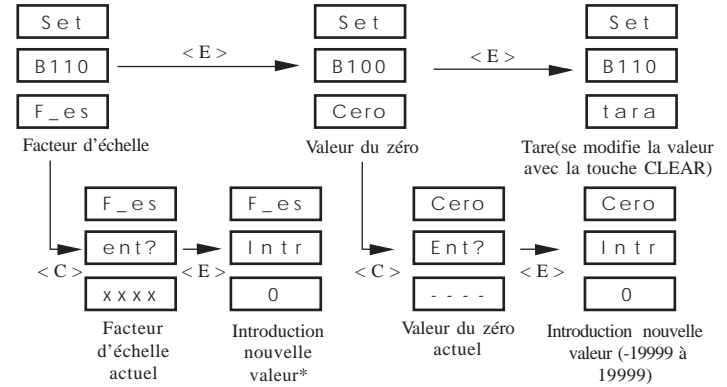 Set
B110
F_es
Facteur d'échelle
< E >
Set
B100
Cero
Valeur du zéro
< E >
Set
B110
tara
Tare(se modifie la valeur
avec la touche CLEAR)
< C >
F_es
ent?
xxxx
Facteur
d'échelle
actuel
< E >
F_es
Intr
0
Introduction
nouvelle
valeur*
< C >
Cero
Ent?
- - - -
Valeur du zéro
actuel
< E >
Cero
Intr
0
Introduction nouvelle
valeur (-19999 à
19999)